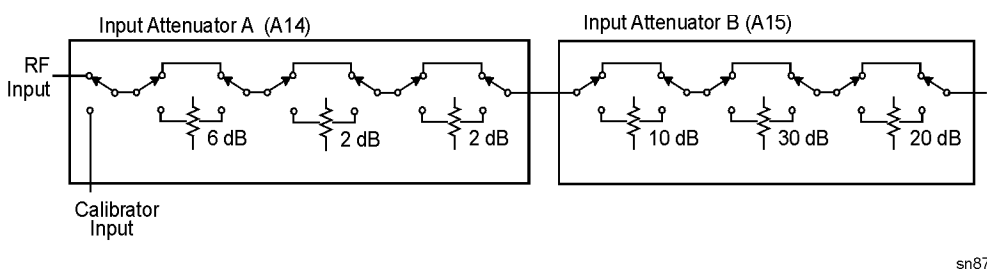 Input Attenuator A (A14)
Input Attenuator B (A15)
RF
Input
6 dB
2 dB
2 dB
10 dB
30 dB
20 dB
Calibrator
Input
sn87